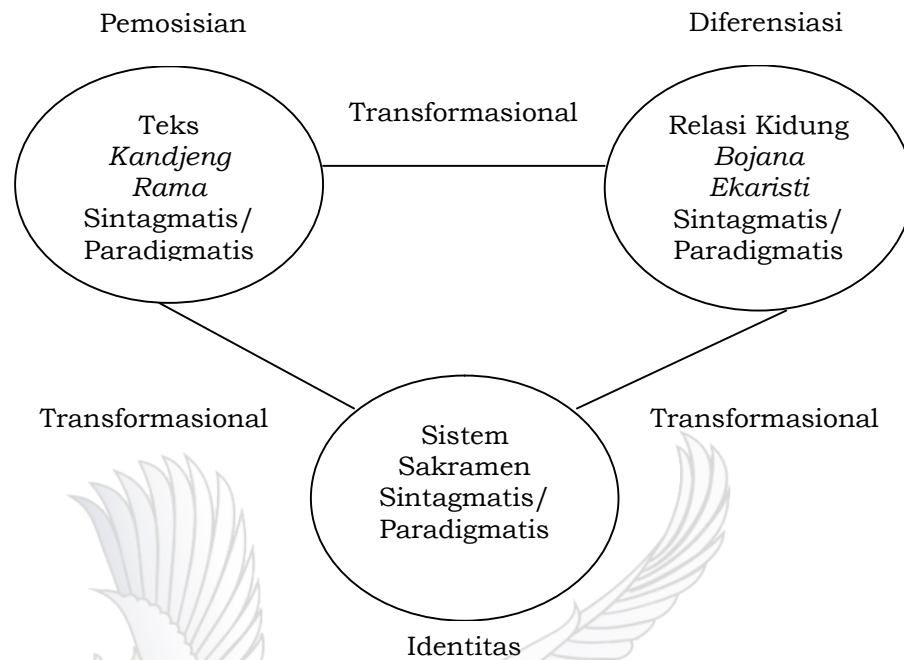 Pemosisian
Diferensiasi
Transformasional
Teks
Kandjeng
Rama
Sintagmatis/
Paradigmatis
Relasi Kidung
Bojana
Ekaristi
Sintagmatis/
Paradigmatis
Transformasional
Transformasional
Sistem
Sakramen
Sintagmatis/
Paradigmatis
Identitas